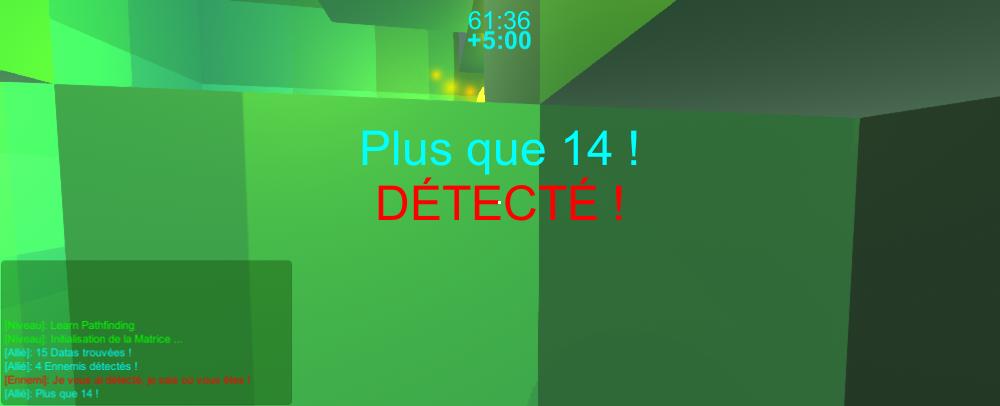 61:36
+5:00
Plus que 14 !
DÉTECTÉ !
[Niveau]: Learn Pathfinding
[Niveau]: Initialisation de la Matrice ...
[Allié]: 15 Datas trouvées !
[Allié]: 4 Ennemis détectés !
[Ennemi]: Je vous ai détecté, je sais où vous êtes !
[Allié]: Plus que 14 !